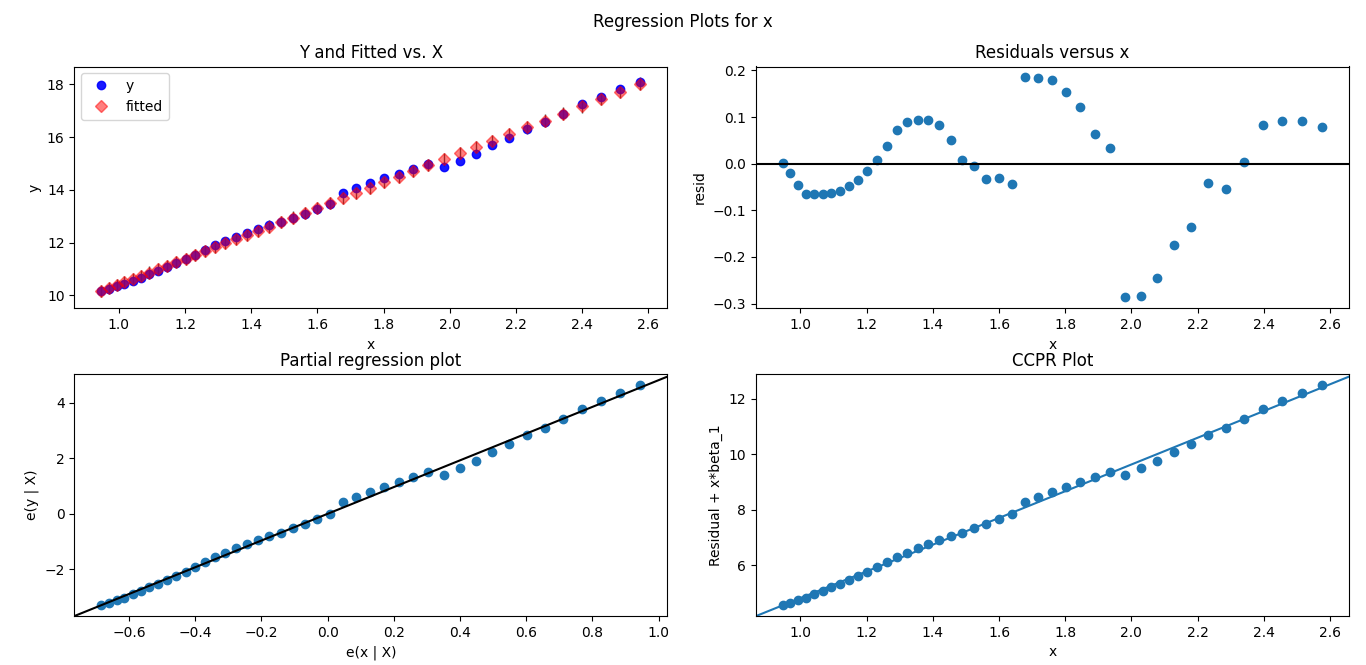 Regression Plots for x
Y and Fitted vs. X
y
fitted
18
16
14
12
10
y
1.0 1.2 1.4 1.6 1.8 2.0 2.2 2.4 2.6
x
Residuals versus x
0.2
0.1
0.0
−0.1
−0.2
−0.3
resid
1.0 1.2 1.4 1.6 1.8 2.0 2.2 2.4 2.6
x
Partial regression plot
4
2
0
−2
e(y | X)
−0.6 −0.4 −0.2 0.0 0.2 0.4 0.6 0.8 1.0
e(x | X)
CCPR Plot
12
10
8
6
Residual + x*beta_1
1.0 1.2 1.4 1.6 1.8 2.0 2.2 2.4 2.6
x